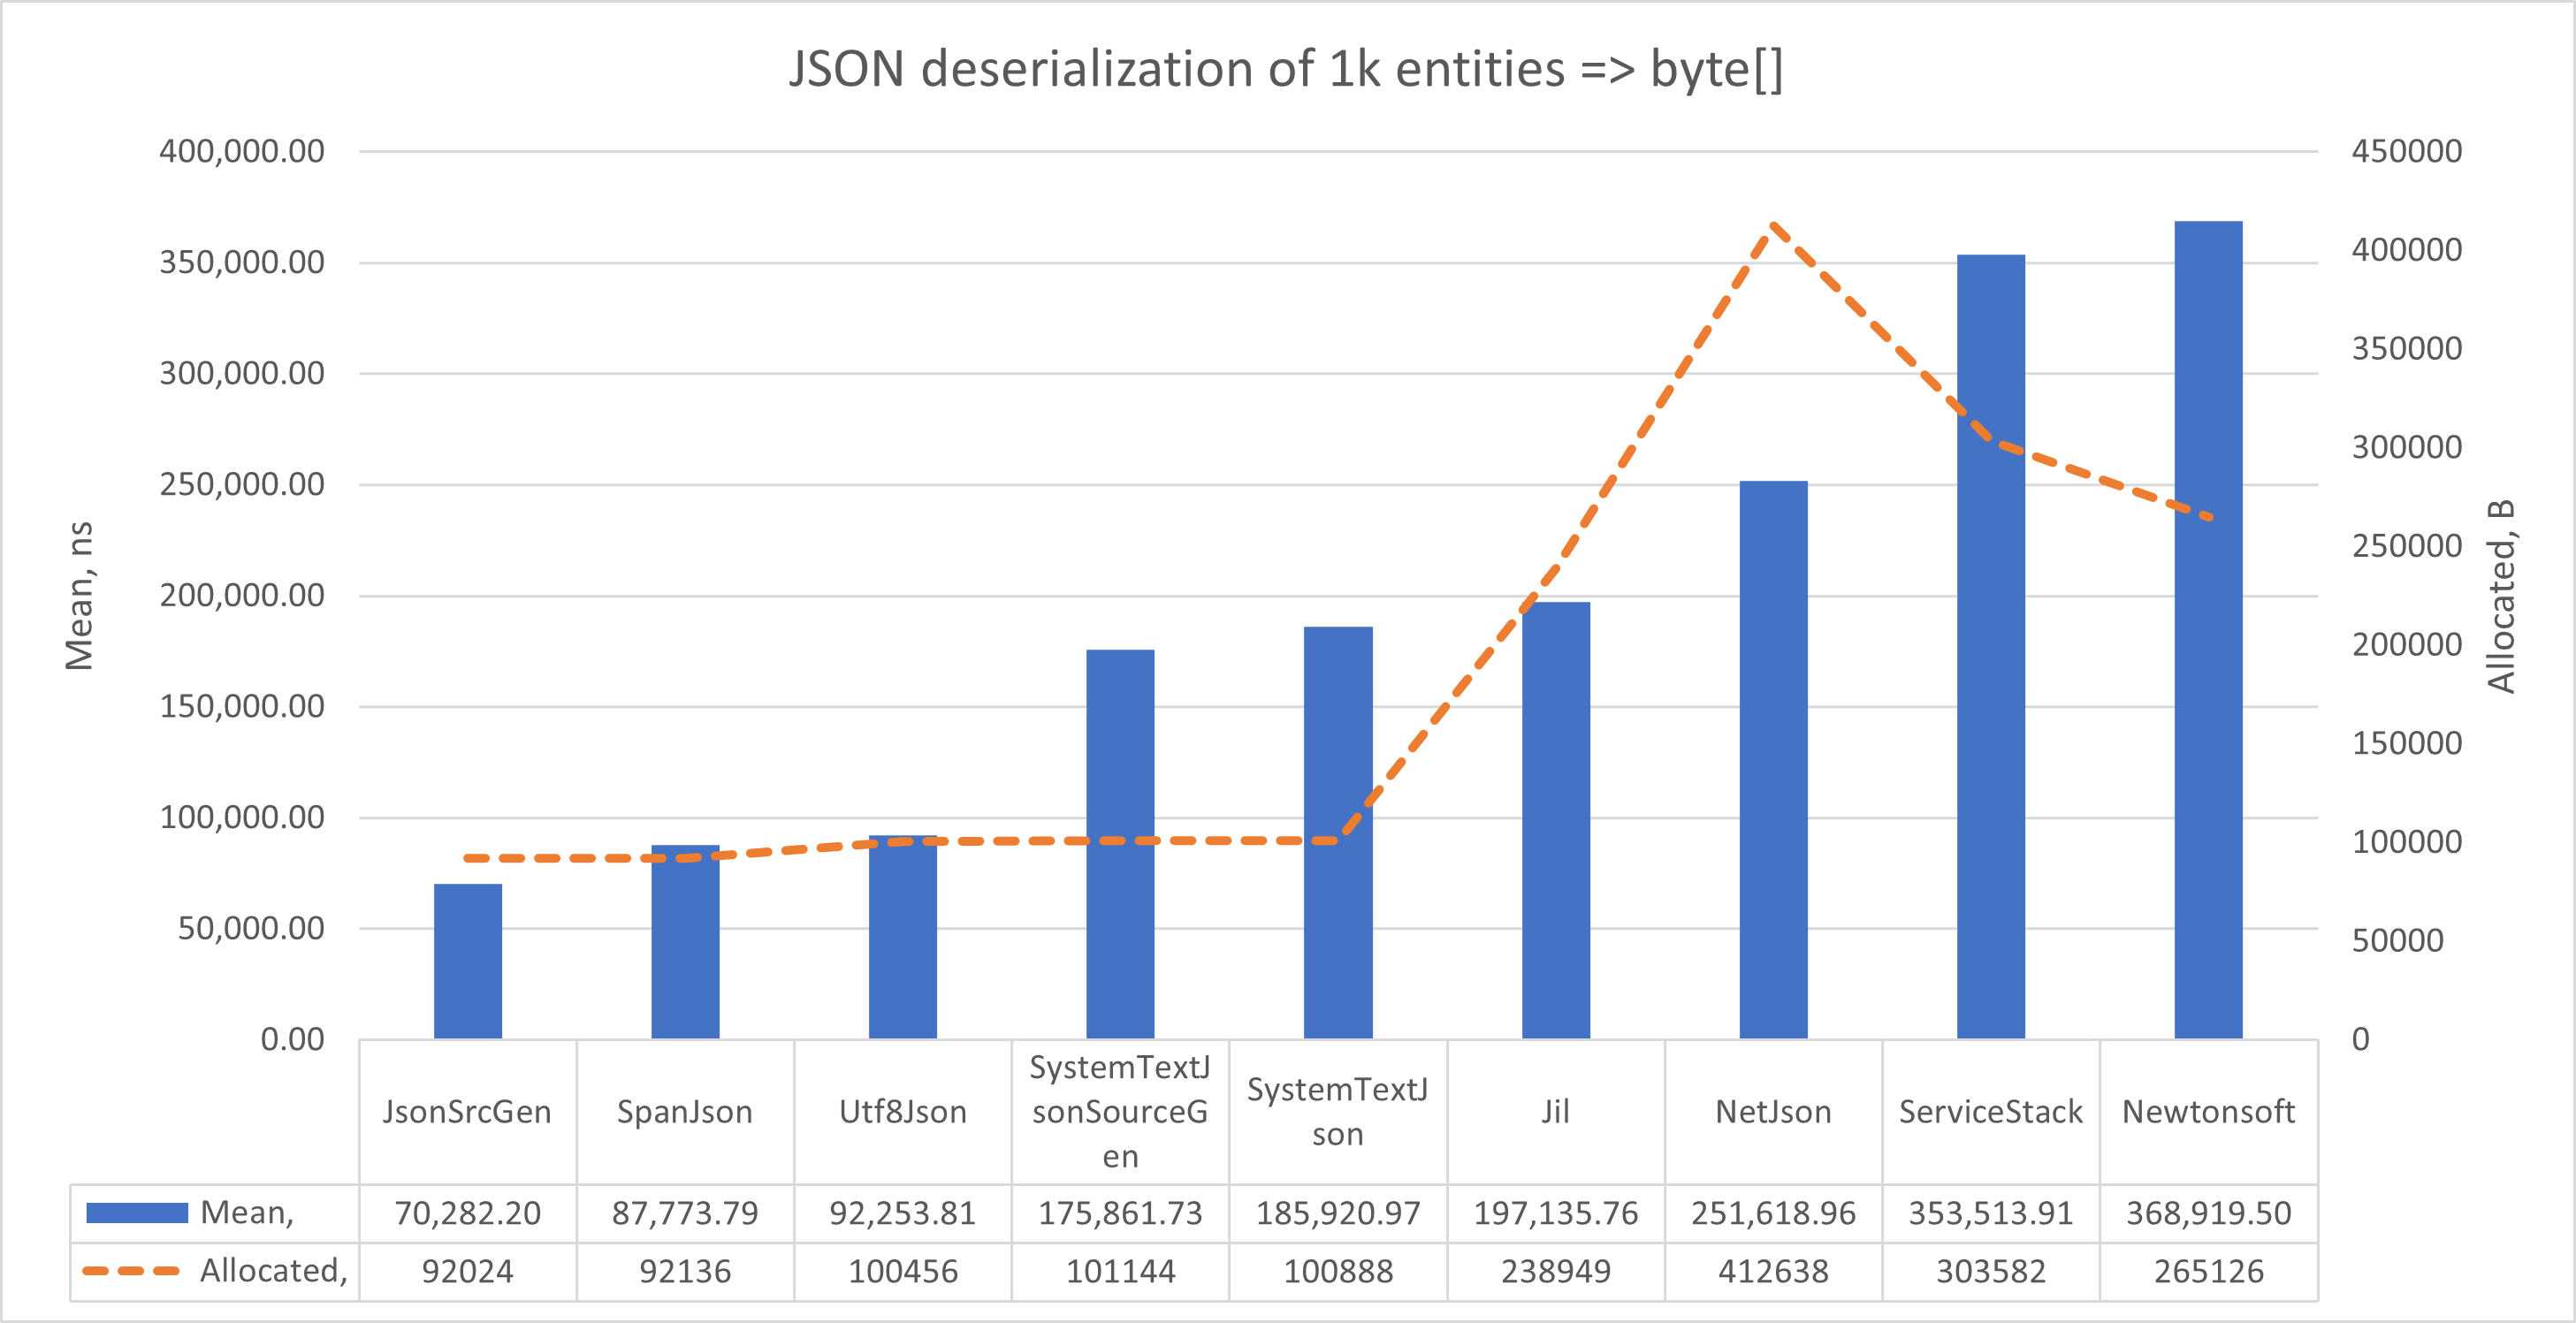 JSON deserialization of 1k entities => byte[]
400,000.00
350,000.00
300,000.00
250,000.00
200,000.00
150,000.00
100,000.00
50,000.00
0.00
Mean, ns
450000
400000
350000
300000
250000
200000
150000
100000
50000
0
Allocated, B
JsonSrcGen
SpanJson
Utf8Json
SystemTextJ
sonSourceG
en
SystemTextJ
son
Jil
NetJson
ServiceStack
Newtonsoft
Mean, 70,282.20 87,773.79 92,253.81 175,861.73 185,920.97 197,135.76 251,618.96 353,513.91 368,919.50
Allocated, 92024 92136 100456 101144 100888 238949 412638 303582 265126